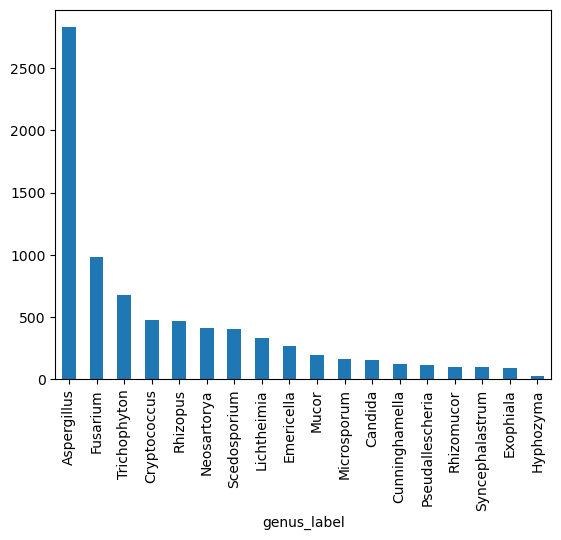 2500
2000
1500
1000
500
0
Aspergillus
Fusarium
Trichophyton
Cryptococcus
Rhizopus
Neosartorya
Scedosporium
Lichtheimia
Emericella
Mucor
Microsporum
Candida
Cunninghamella
Pseudallescheria
Rhizomucor
Syncephalastrum
Exophiala
Hyphozyma
genus_label